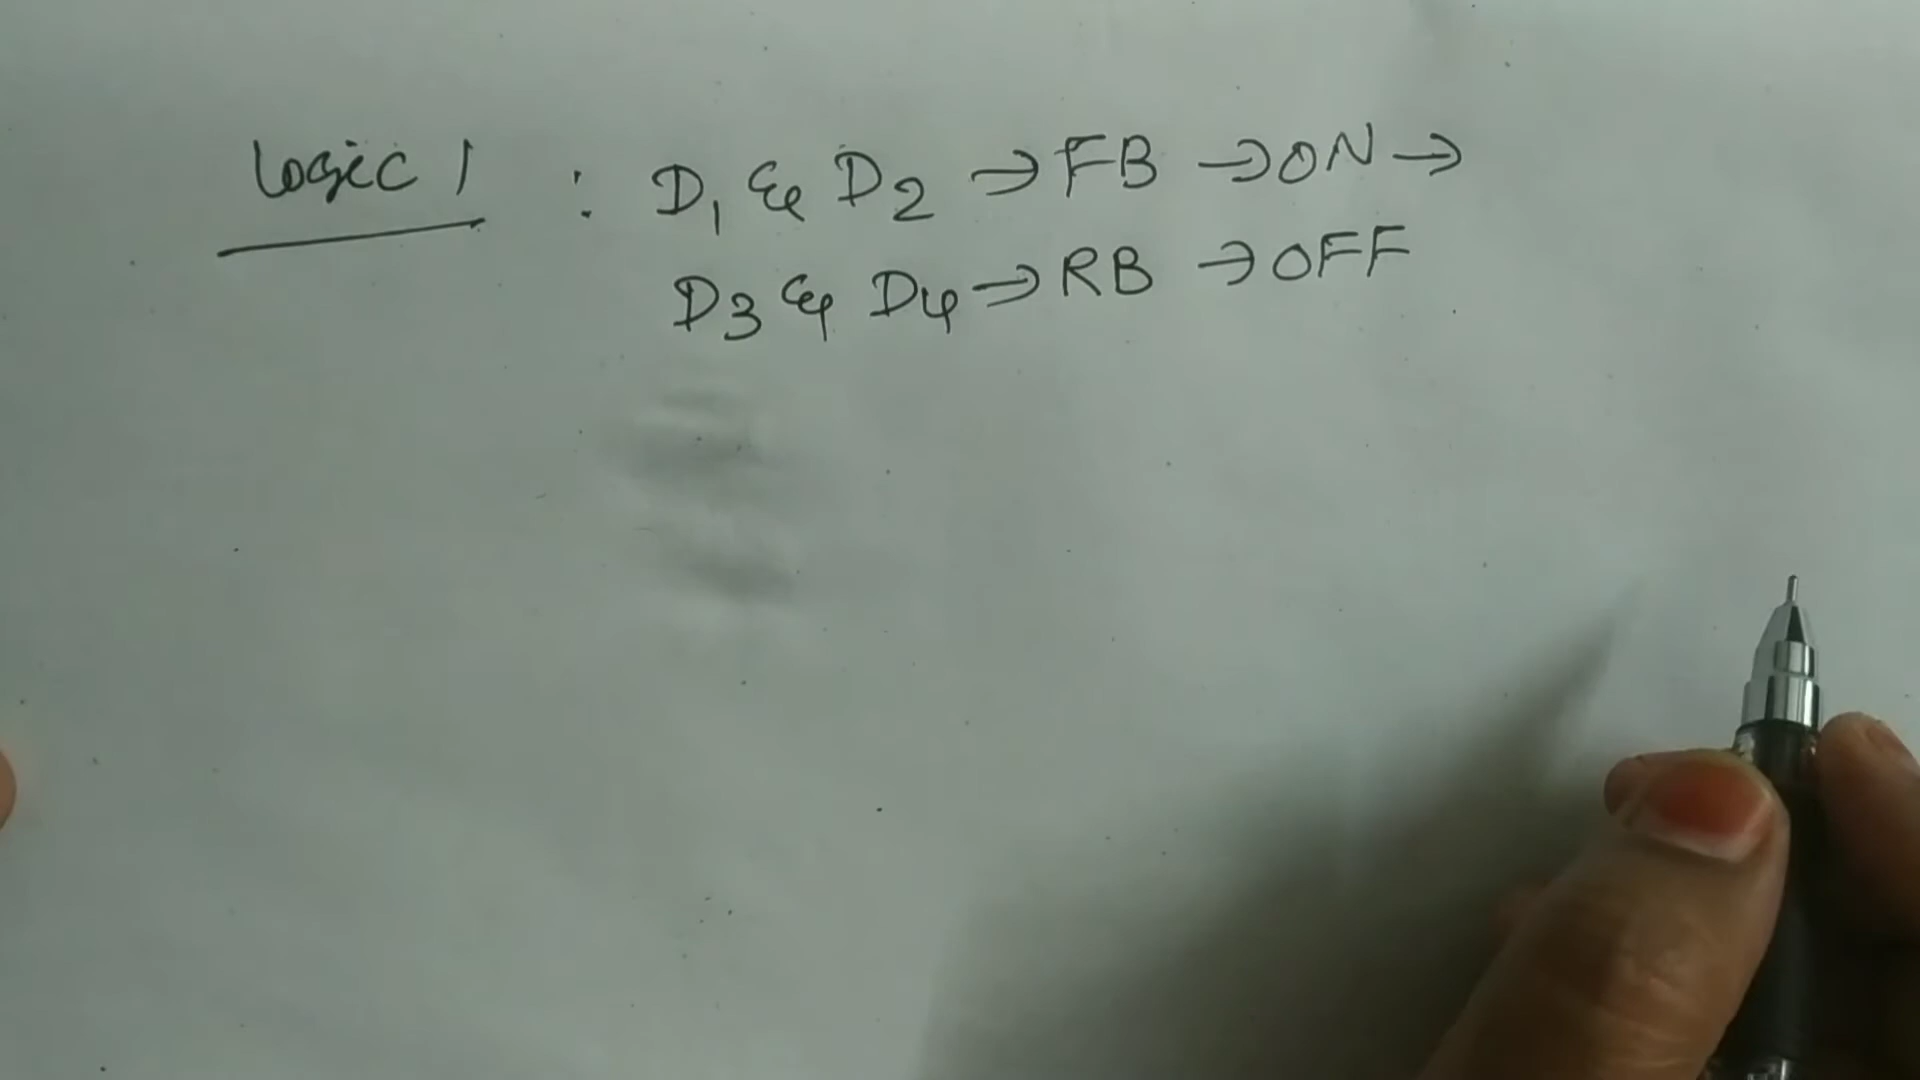 Logic 1 : D1 & D2 → FB → ON →
D3 & D4 → RB → OFF